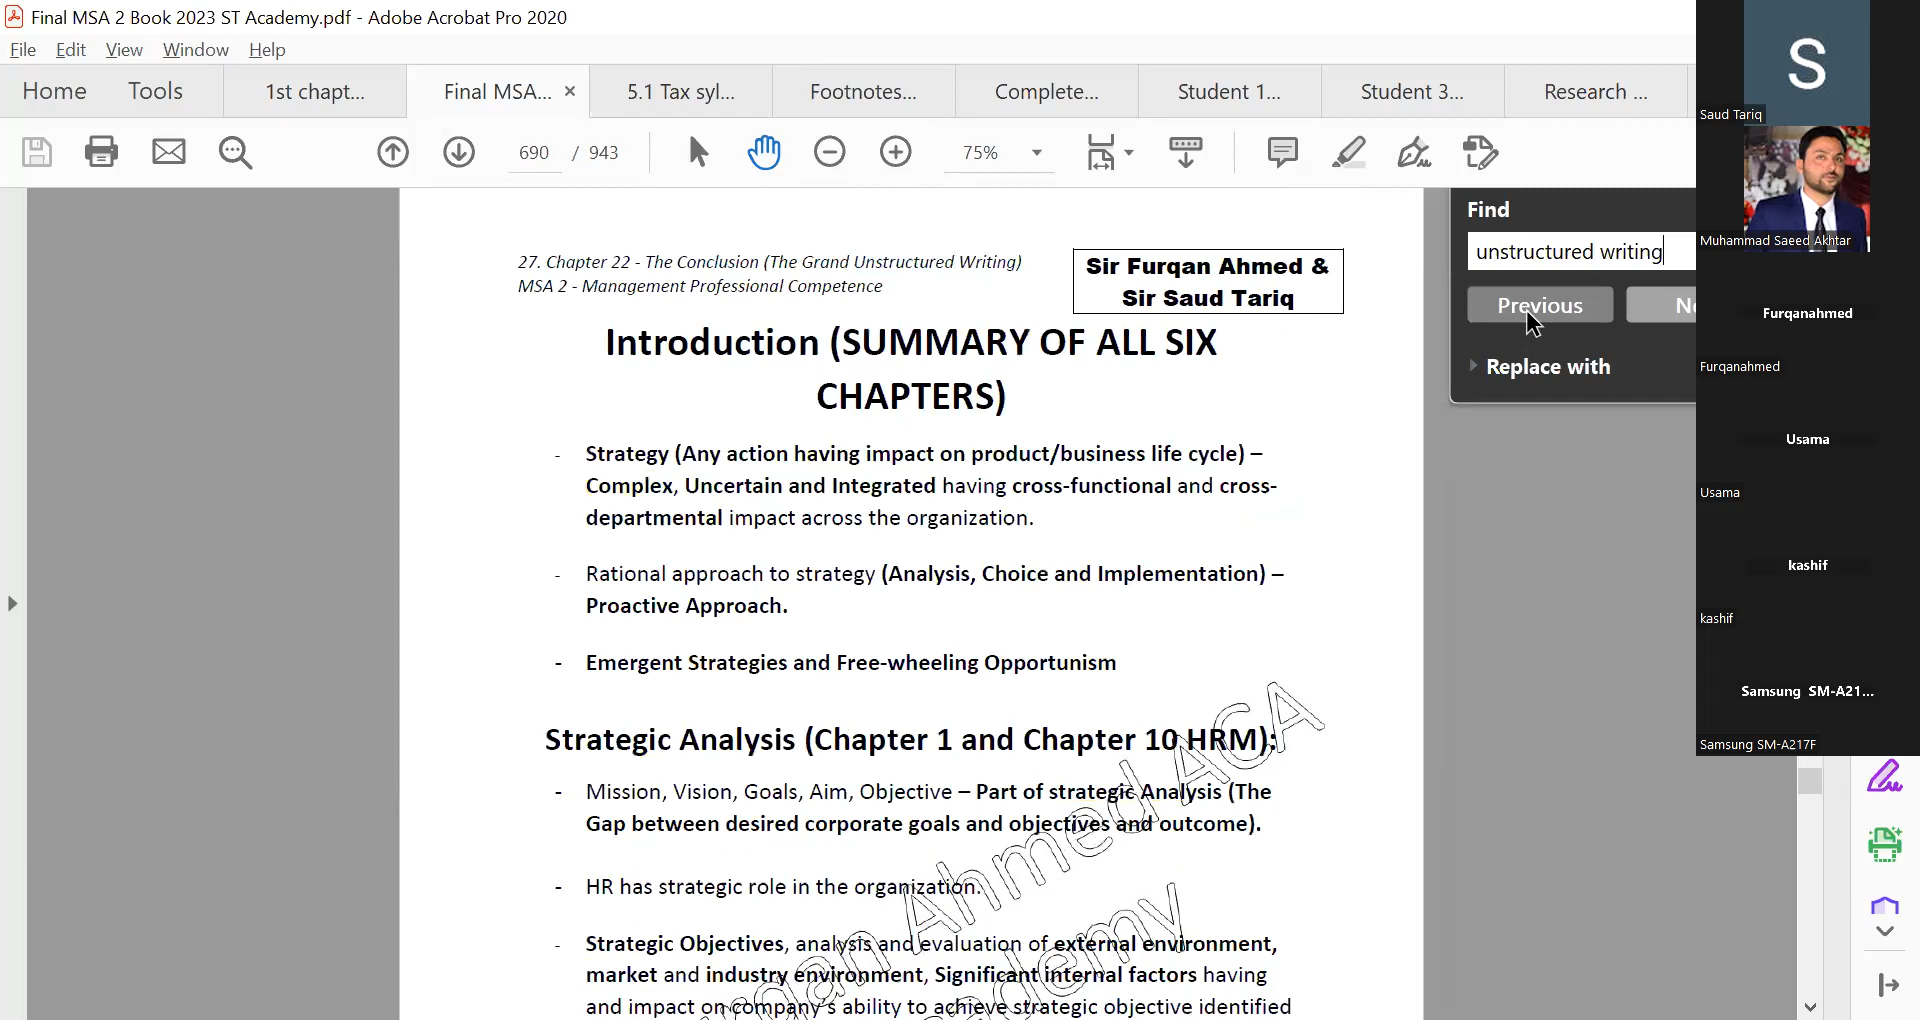 Final MSA 2 Book 2023 ST Academy.pdf - Adobe Acrobat Pro 2020
File Edit View Window Help
Home Tools 1st chapt... Final MSA... × 5.1 Tax syl... Footnotes... Complete... Student 1... Student 3... Research ...
690 / 943 75%
27. Chapter 22 - The Conclusion (The Grand Unstructured Writing)
MSA 2 - Management Professional Competence
Sir Furqan Ahmed &
Sir Saud Tariq
Introduction (SUMMARY OF ALL SIX
CHAPTERS)
- Strategy (Any action having impact on product/business life cycle) –
Complex, Uncertain and Integrated having cross-functional and cross-
departmental impact across the organization.
- Rational approach to strategy (Analysis, Choice and Implementation) –
Proactive Approach.
- Emergent Strategies and Free-wheeling Opportunism
Strategic Analysis (Chapter 1 and Chapter 10 HRM):
- Mission, Vision, Goals, Aim, Objective – Part of strategic Analysis (The
Gap between desired corporate goals and objectives and outcome).
- HR has strategic role in the organization.
- Strategic Objectives, analysis and evaluation of external environment,
market and industry environment, Significant internal factors having
and impact on company's ability to achieve strategic objective identified
Ahmed ACA
Find
unstructured writing
Previous
Replace with
S
Saud Tariq
Muhammad Saeed Akhtar
Furqanahmed
Furqanahmed
Usama
Usama
kashif
kashif
Samsung SM-A21...
Samsung SM-A217F